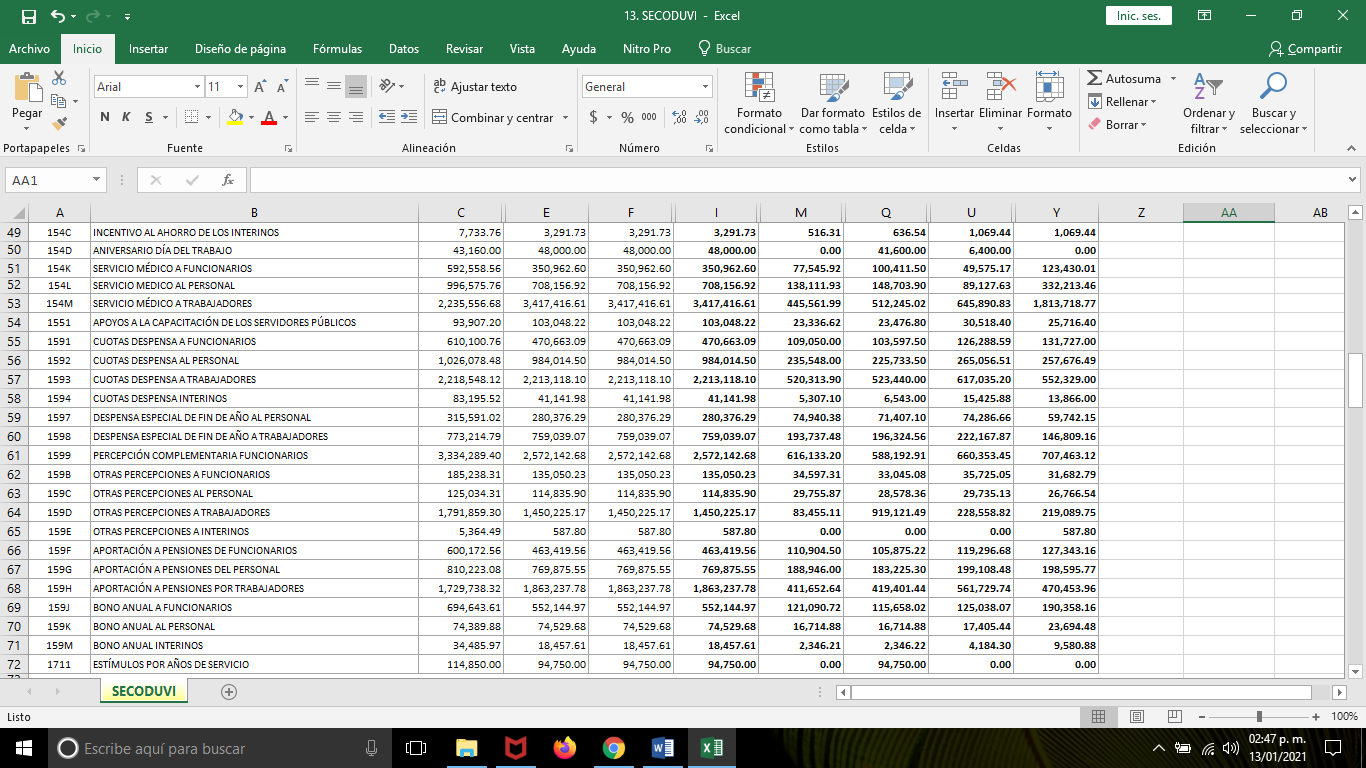 13. SECODUVI - Excel
Inic. ses.
Archivo Inicio Insertar Diseño de página Fórmulas Datos Revisar Vista Ayuda Nitro Pro Buscar Compartir
Pegar
Arial 11 A A
N K S A
ab Ajustar texto
Combinar y centrar
General
$ % 000
Formato condicional
Dar formato como tabla
Estilos de celda
Insertar Eliminar Formato
Autosuma
Rellenar
Borrar
Ordenar y filtrar
Buscar y seleccionar
Portapapeles Fuente Alineación Número Estilos Celdas Edición
AA1 fx
A B C E F I M Q U Y Z AA AB
49 154C INCENTIVO AL AHORRO DE LOS INTERINOS 7,733.76 3,291.73 3,291.73 3,291.73 516.31 636.54 1,069.44 1,069.44
50 154D ANIVERSARIO DÍA DEL TRABAJO 43,160.00 48,000.00 48,000.00 48,000.00 0.00 41,600.00 6,400.00 0.00
51 154K SERVICIO MÉDICO A FUNCIONARIOS 592,558.56 350,962.60 350,962.60 350,962.60 77,545.92 100,411.50 49,575.17 123,430.01
52 154L SERVICIO MEDICO AL PERSONAL 996,575.76 708,156.92 708,156.92 708,156.92 138,111.93 148,703.90 89,127.63 332,213.46
53 154M SERVICIO MÉDICO A TRABAJADORES 2,235,556.68 3,417,416.61 3,417,416.61 3,417,416.61 445,561.99 512,245.02 645,890.83 1,813,718.77
54 1551 APOYOS A LA CAPACITACIÓN DE LOS SERVIDORES PÚBLICOS 93,907.20 103,048.22 103,048.22 103,048.22 23,336.62 23,476.80 30,518.40 25,716.40
55 1591 CUOTAS DESPENSA A FUNCIONARIOS 610,100.76 470,663.09 470,663.09 470,663.09 109,050.00 103,597.50 126,288.59 131,727.00
56 1592 CUOTAS DESPENSA AL PERSONAL 1,026,078.48 984,014.50 984,014.50 984,014.50 235,548.00 225,733.50 265,056.51 257,676.49
57 1593 CUOTAS DESPENSA A TRABAJADORES 2,218,548.12 2,213,118.10 2,213,118.10 2,213,118.10 520,313.90 523,440.00 617,035.20 552,329.00
58 1594 CUOTAS DESPENSA INTERINOS 83,195.52 41,141.98 41,141.98 41,141.98 5,307.10 6,543.00 15,425.88 13,866.00
59 1597 DESPENSA ESPECIAL DE FIN DE AÑO AL PERSONAL 315,591.02 280,376.29 280,376.29 280,376.29 74,940.38 71,407.10 74,286.66 59,742.15
60 1598 DESPENSA ESPECIAL DE FIN DE AÑO A TRABAJADORES 773,214.79 759,039.07 759,039.07 759,039.07 193,737.48 196,324.56 222,167.87 146,809.16
61 1599 PERCEPCIÓN COMPLEMENTARIA FUNCIONARIOS 3,334,289.40 2,572,142.68 2,572,142.68 2,572,142.68 616,133.20 588,192.91 660,353.45 707,463.12
62 159B OTRAS PERCEPCIONES A FUNCIONARIOS 185,238.31 135,050.23 135,050.23 135,050.23 34,597.31 33,045.08 35,725.05 31,682.79
63 159C OTRAS PERCEPCIONES AL PERSONAL 125,034.31 114,835.90 114,835.90 114,835.90 29,755.87 28,578.36 29,735.13 26,766.54
64 159D OTRAS PERCEPCIONES A TRABAJADORES 1,791,859.30 1,450,225.17 1,450,225.17 1,450,225.17 83,455.11 919,121.49 228,558.82 219,089.75
65 159E OTRAS PERCEPCIONES A INTERINOS 5,364.49 587.80 587.80 587.80 0.00 0.00 0.00 587.80
66 159F APORTACIÓN A PENSIONES DE FUNCIONARIOS 600,172.56 463,419.56 463,419.56 463,419.56 110,904.50 105,875.22 119,296.68 127,343.16
67 159G APORTACIÓN A PENSIONES DEL PERSONAL 810,223.08 769,875.55 769,875.55 769,875.55 188,946.00 183,225.30 199,108.48 198,595.77
68 159H APORTACIÓN A PENSIONES POR TRABAJADORES 1,729,738.32 1,863,237.78 1,863,237.78 1,863,237.78 411,652.64 419,401.44 561,729.74 470,453.96
69 159J BONO ANUAL A FUNCIONARIOS 694,643.61 552,144.97 552,144.97 552,144.97 121,090.72 115,658.02 125,038.07 190,358.16
70 159K BONO ANUAL AL PERSONAL 74,389.88 74,529.68 74,529.68 74,529.68 16,714.88 16,714.88 17,405.44 23,694.48
71 159M BONO ANUAL INTERINOS 34,485.97 18,457.61 18,457.61 18,457.61 2,346.21 2,346.22 4,184.30 9,580.88
72 1711 ESTÍMULOS POR AÑOS DE SERVICIO 114,850.00 94,750.00 94,750.00 94,750.00 0.00 94,750.00 0.00 0.00
SECODUVI
Listo 100%
Escribe aquí para buscar
02:47 p. m.
13/01/2021